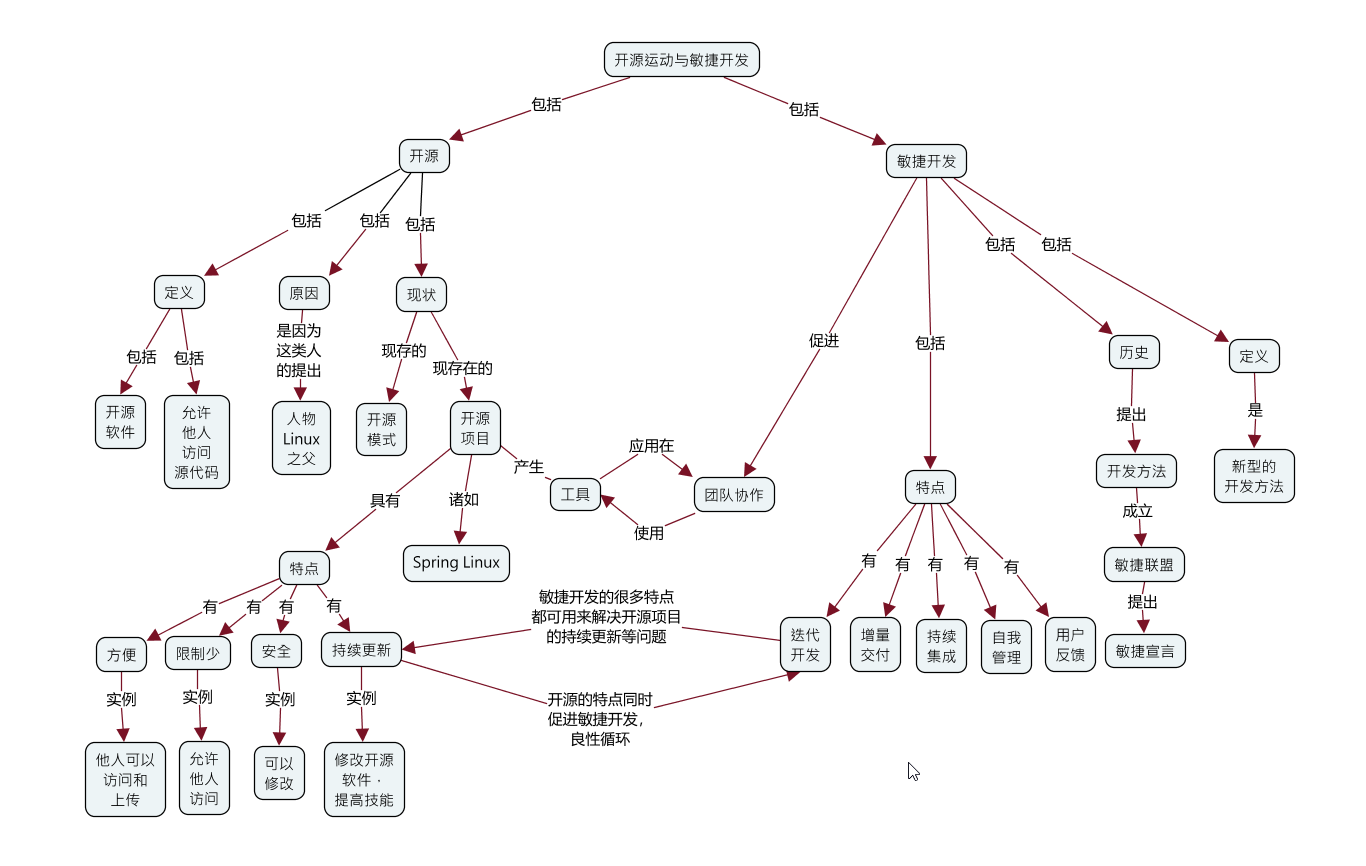 开源运动与敏捷开发
包括
包括
开源
敏捷开发
包括
包括
包括
包括
包括
定义
原因
现状
促进
包括
历史
定义
包括
包括
是因为
这类人
的提出
现存的
现存在的
提出
是
开源
软件
允许
他人
访问
源代码
人物
Linux
之父
开源
模式
开源
项目
产生
应用在
工具
团队协作
使用
特点
开发方法
新型的
开发方法
具有
诸如
成立
特点
Spring Linux
敏捷联盟
有
有
有
有
有
有
有
有
有
提出
敏捷开发的很多特点
都可用来解决开源项目
的持续更新等问题
方便
限制少
安全
持续更新
迭代
开发
增量
交付
持续
集成
自我
管理
用户
反馈
敏捷宣言
实例
实例
实例
实例
开源的特点同时
促进敏捷开发，
良性循环
他人可以
访问和
上传
允许
他人
访问
可以
修改
修改开源
软件·
提高技能